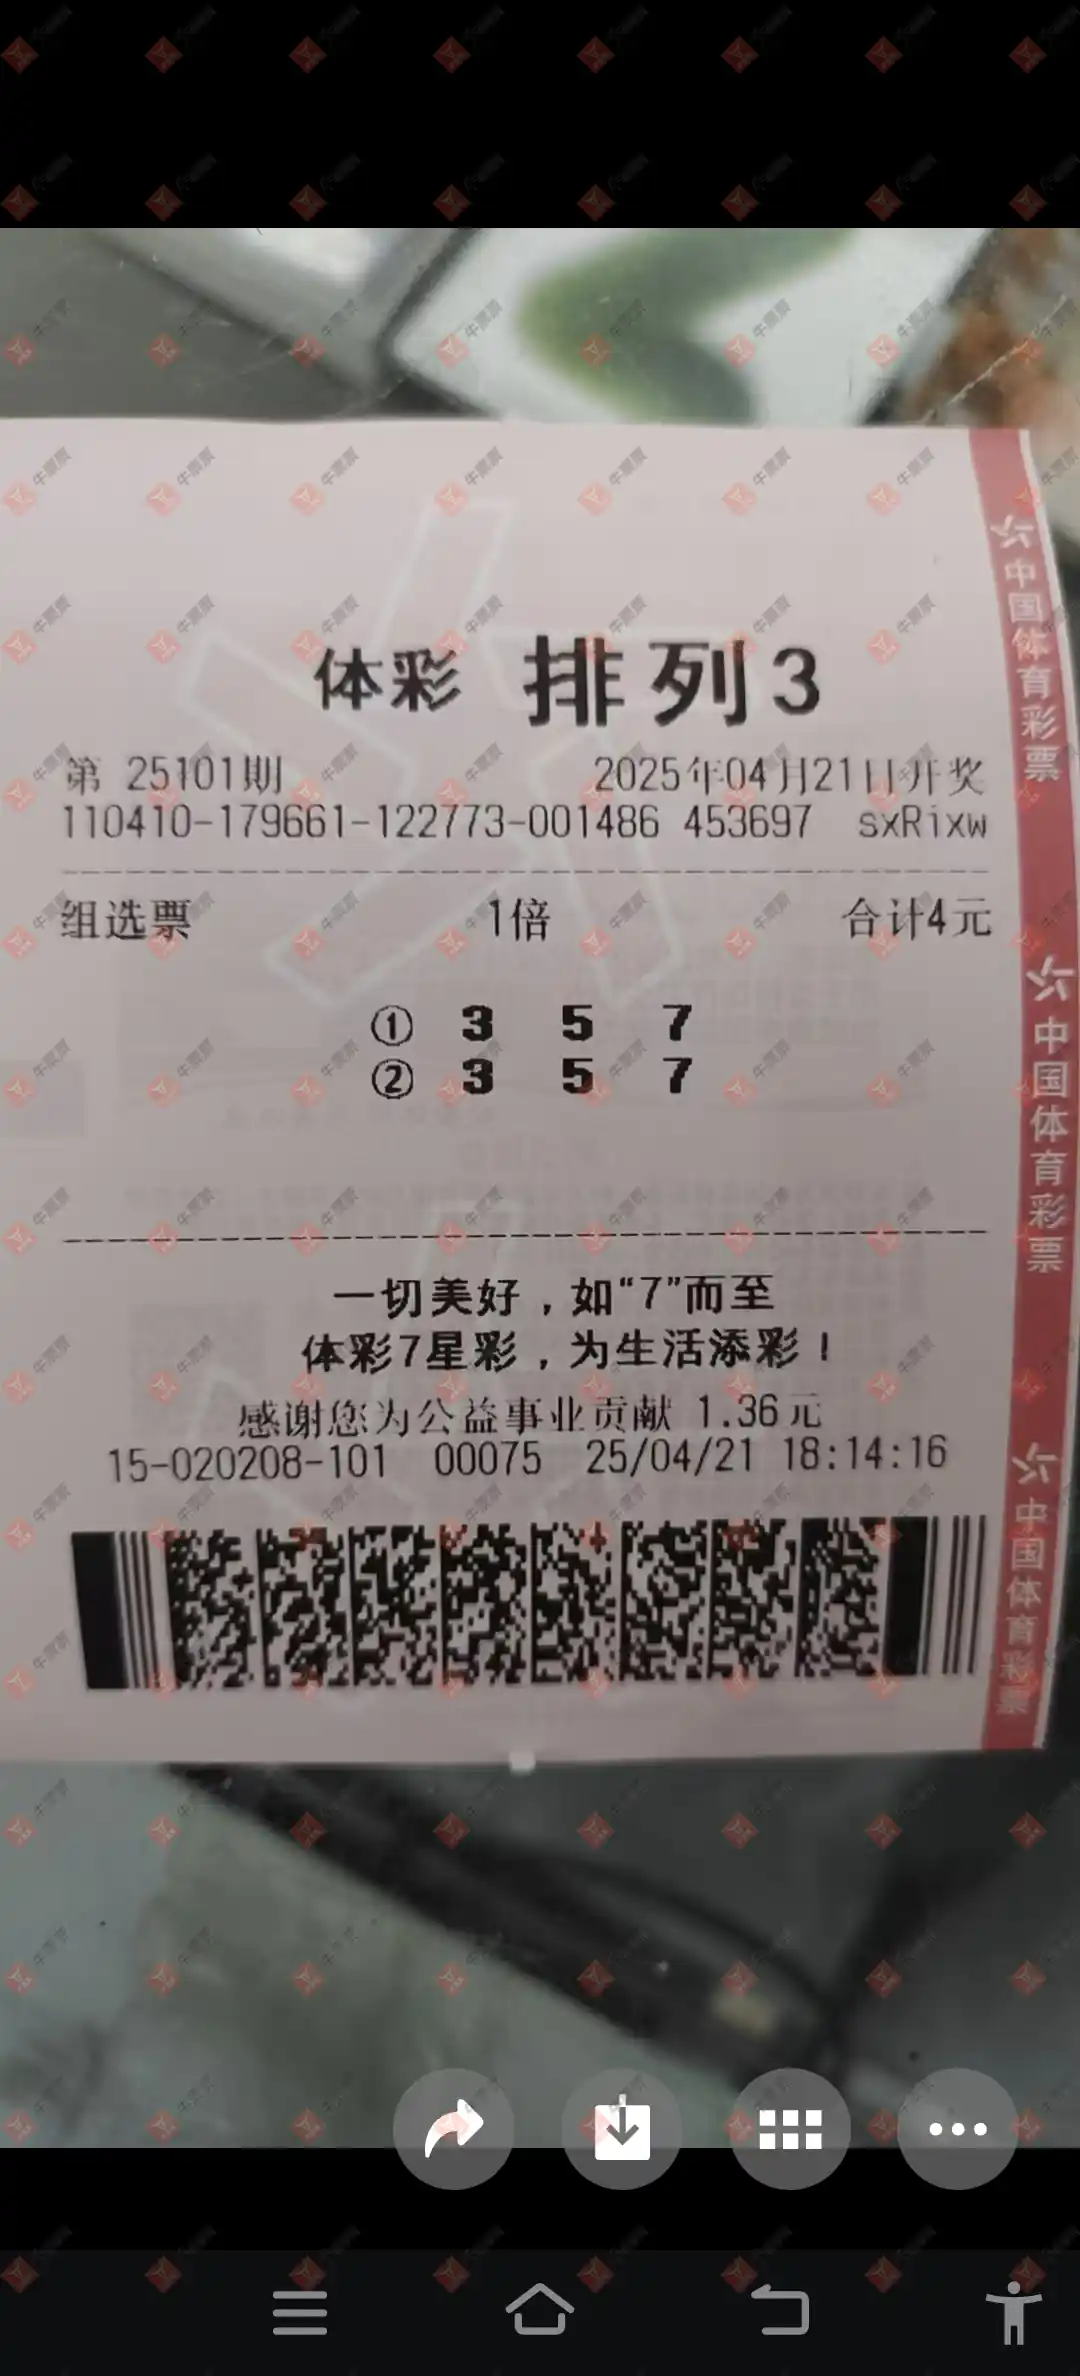 体彩 排列3
第 25101期 2025年04月21日开奖
110410-179661-122773-001486 453697 sxRixw
组选票 1倍 合计4元
① 3 5 7
② 3 5 7
一切美好，如“7”而至
体彩7星彩，为生活添彩！
感谢您为公益事业贡献 1.36元
15-020208-101 00075 25/04/21 18:14:16
中国体育彩票
中国体育彩票
中国体育彩票
牛票票